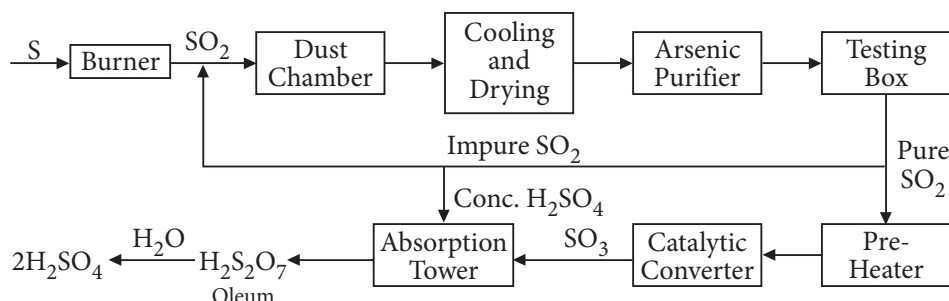 S
Burner
SO₂
Dust
Chamber
Cooling
and
Drying
Arsenic
Purifier
Testing
Box
Impure SO₂
Pure
SO₂
Conc. H₂SO₄
2H₂SO₄
H₂O
H₂S₂O₇
Oleum
Absorption
Tower
SO₃
Catalytic
Converter
Pre-
Heater